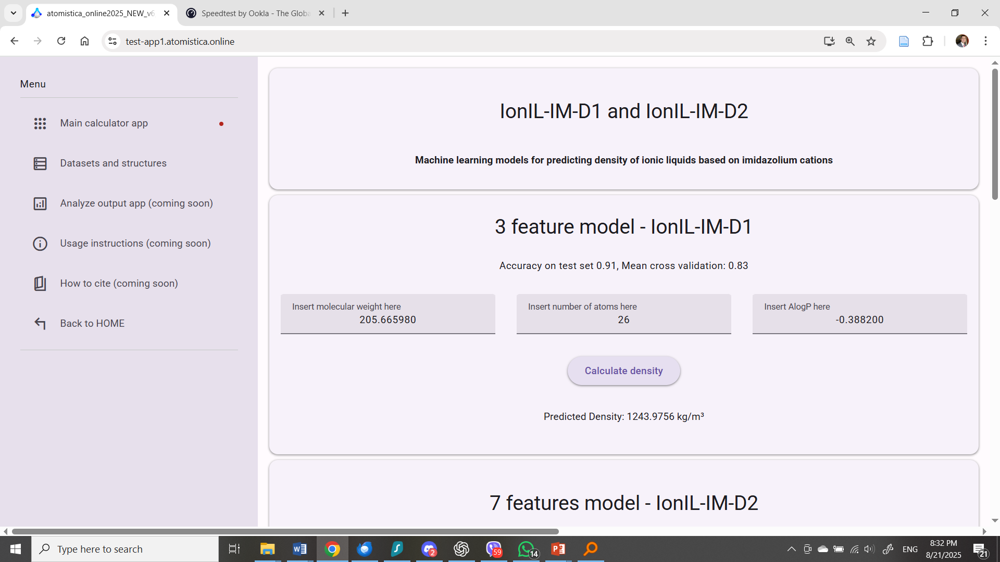 atomistica_online2025_NEW_v6
Speedtest by Ookla - The Globa
test-app1.atomistica.online
Menu
Main calculator app
Datasets and structures
Analyze output app (coming soon)
Usage instructions (coming soon)
How to cite (coming soon)
Back to HOME
IonIL-IM-D1 and IonIL-IM-D2
Machine learning models for predicting density of ionic liquids based on imidazolium cations
3 feature model - IonIL-IM-D1
Accuracy on test set 0.91, Mean cross validation: 0.83
Insert molecular weight here
205.665980
Insert number of atoms here
26
Insert AlogP here
-0.388200
Calculate density
Predicted Density: 1243.9756 kg/m³
7 features model - IonIL-IM-D2
Type here to search
2
59
14
ENG
8:32 PM
8/21/2025
21